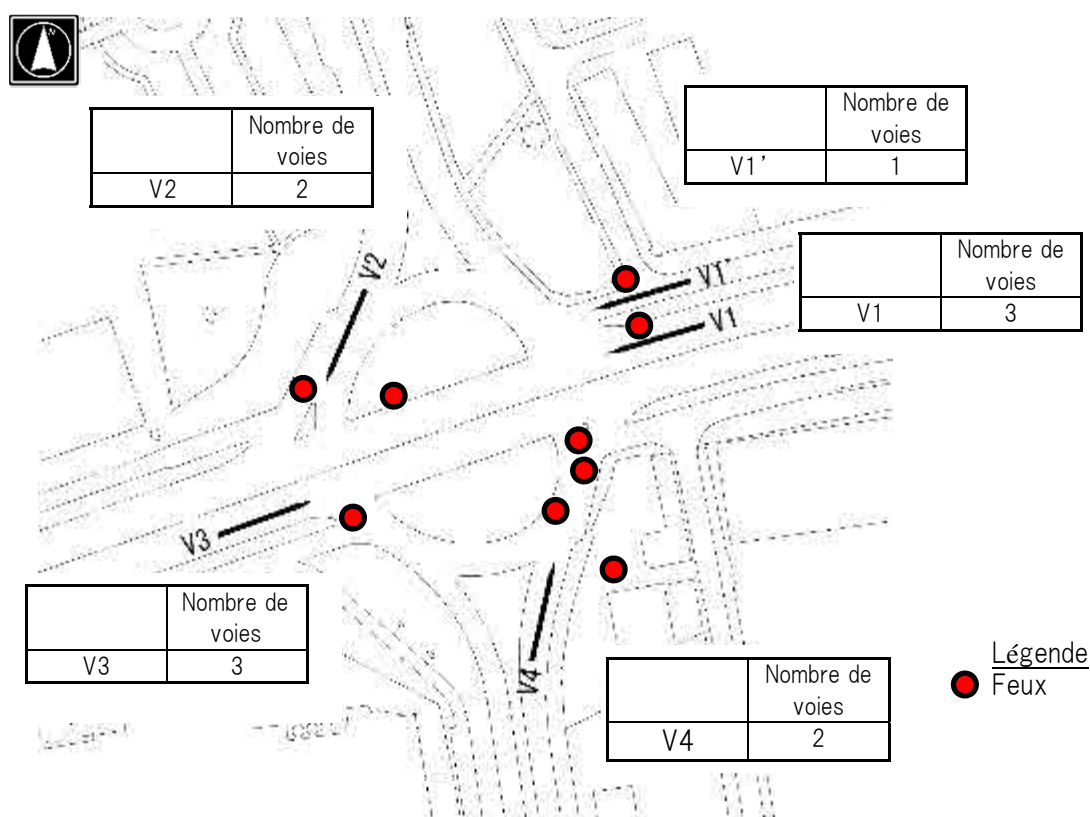 N
Nombre de
voies
V1' 1
Nombre de
voies
V2 2
Nombre de
voies
V1 3
V2
V1'
V1
V3
Nombre de
voies
V3 3
V4
Légende
Feux
Nombre de
voies
V4 2